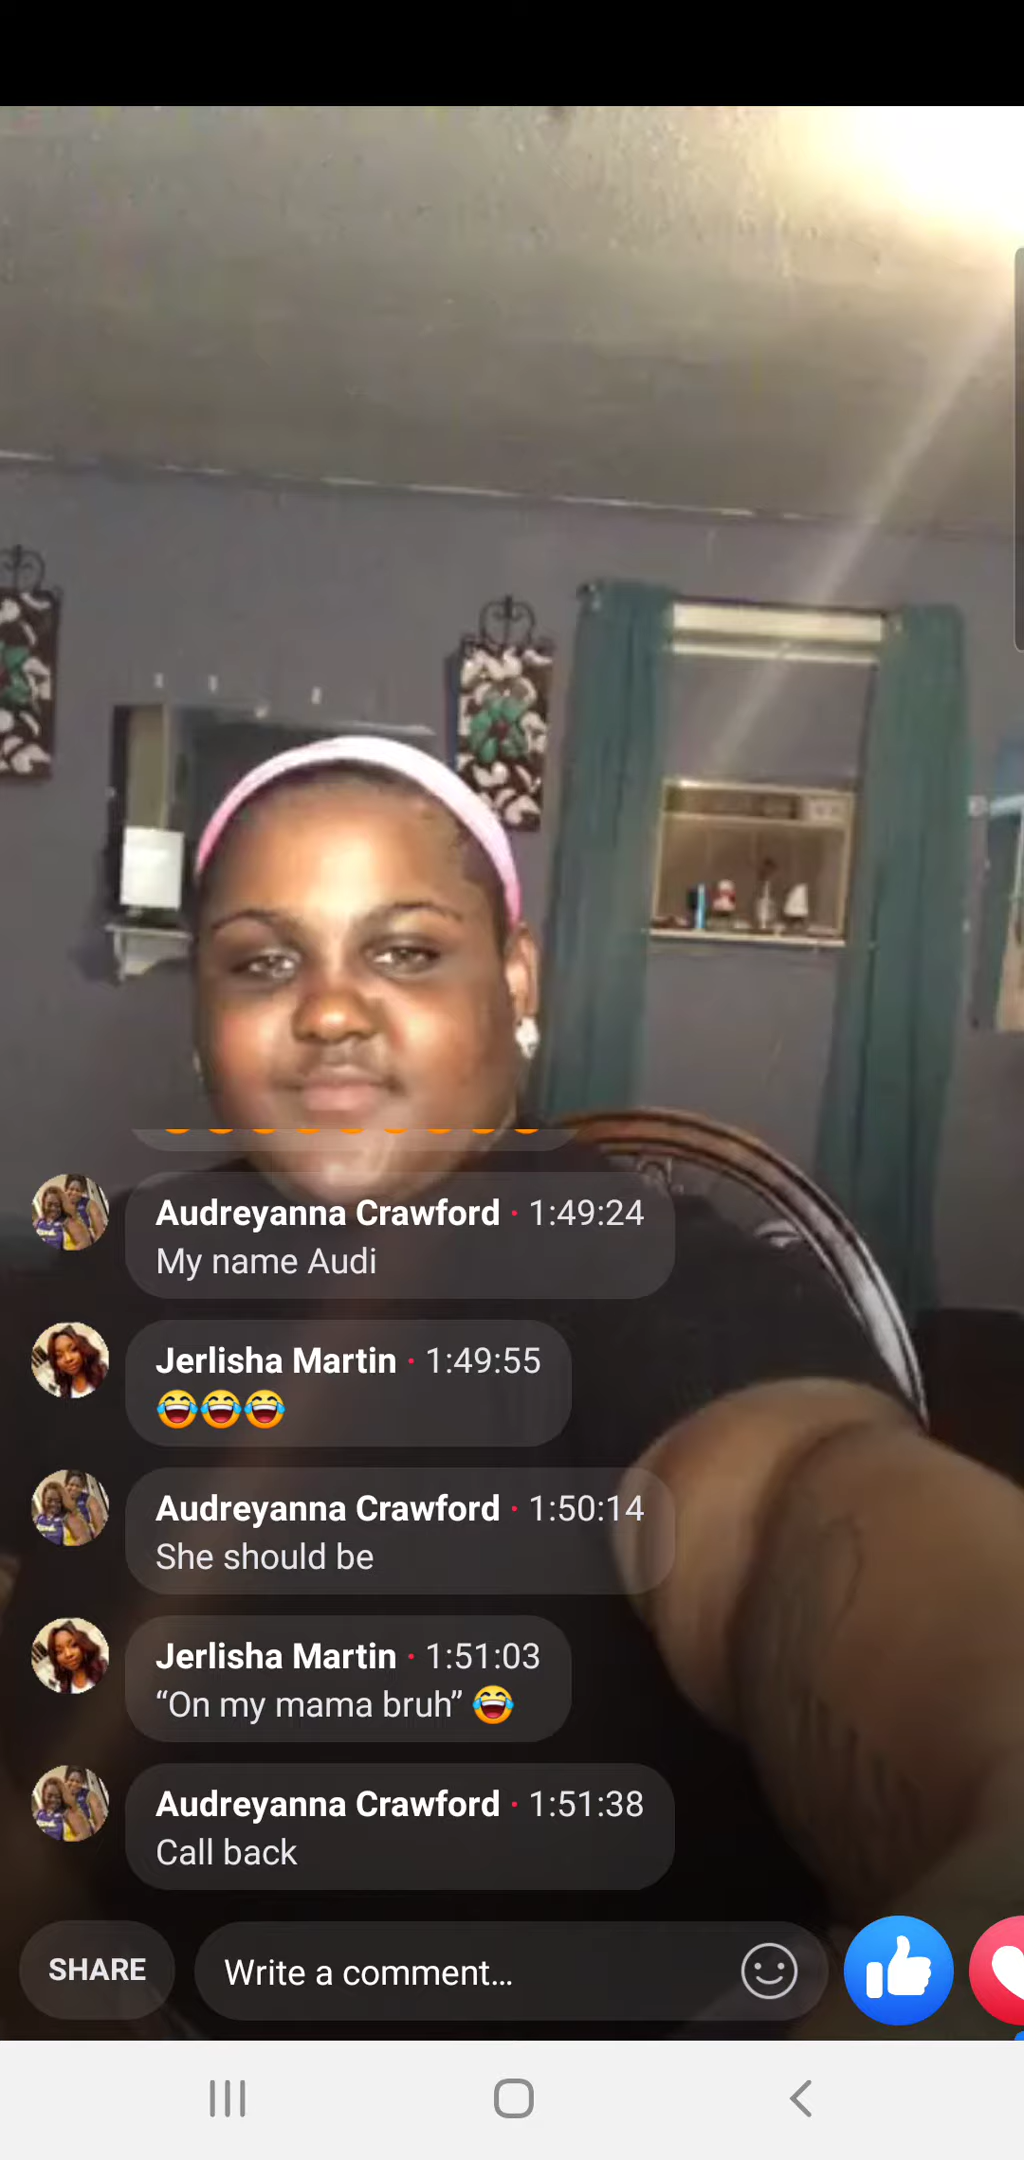 Audreyanna Crawford · 1:49:24
My name Audi
Jerlisha Martin · 1:49:55
😂😂😂
Audreyanna Crawford · 1:50:14
She should be
Jerlisha Martin · 1:51:03
“On my mama bruh” 😂
Audreyanna Crawford · 1:51:38
Call back
SHARE
Write a comment...